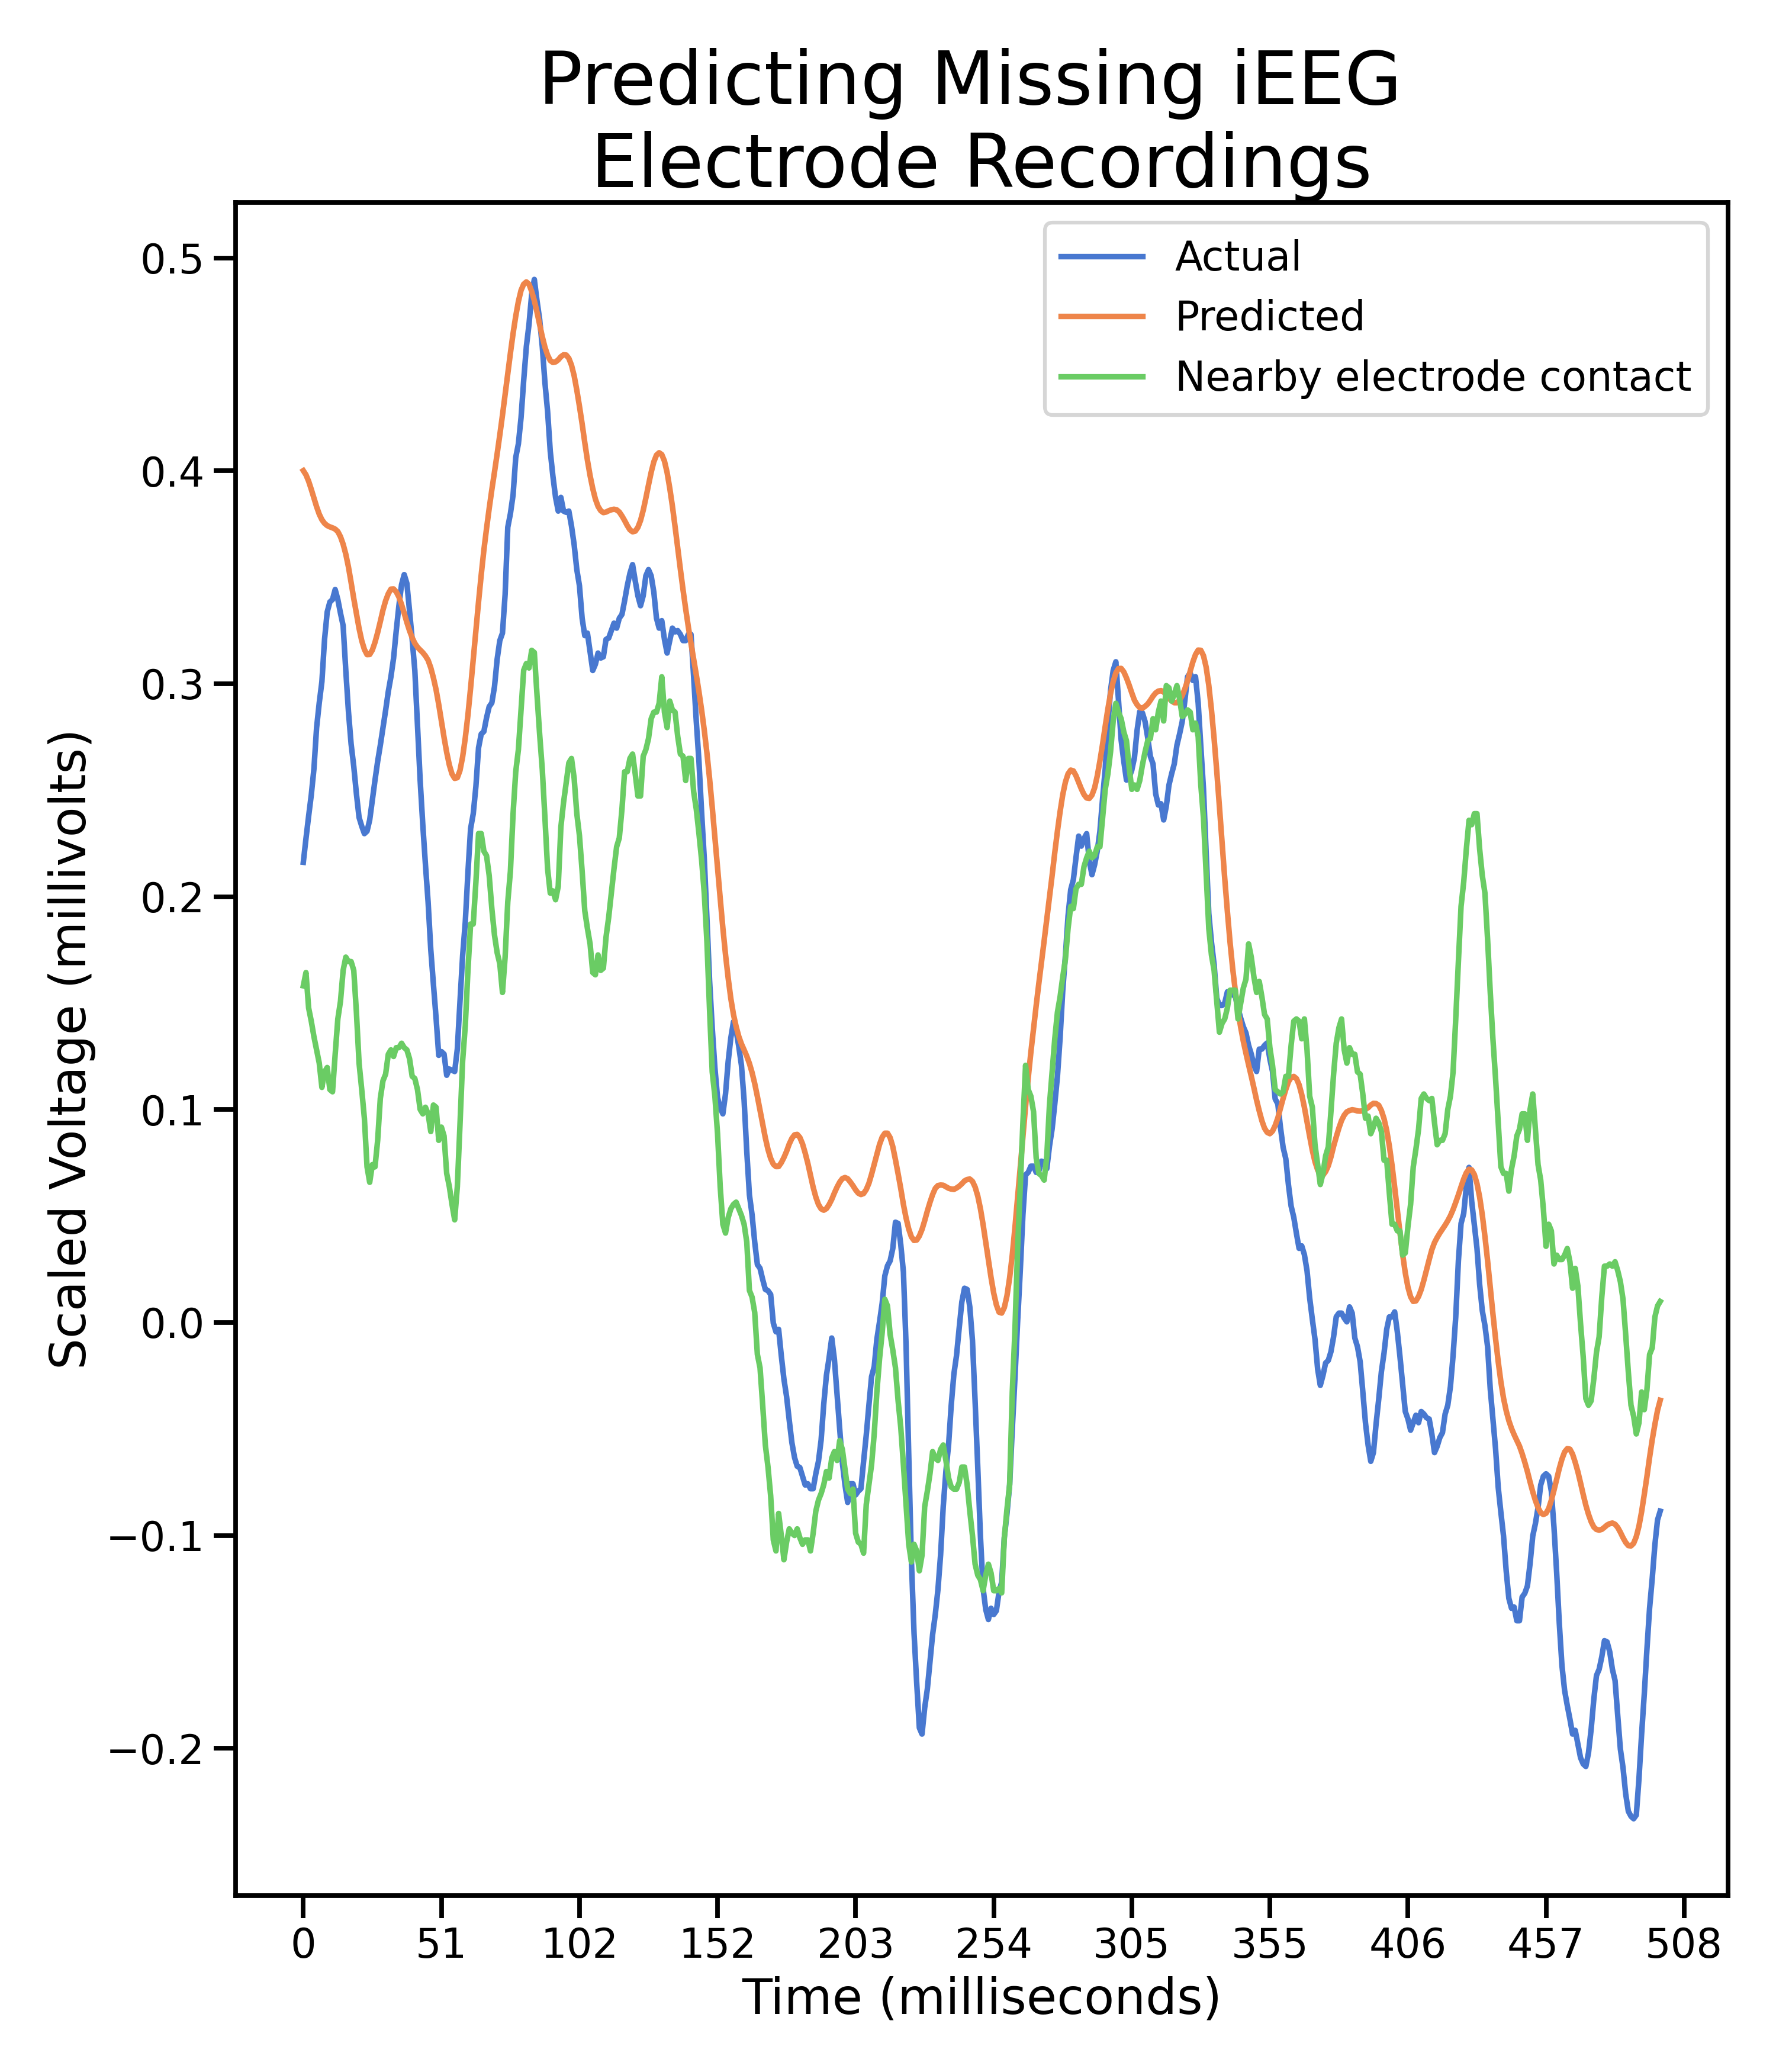 Predicting Missing iEEG
Electrode Recordings
Actual
Predicted
Nearby electrode contact
Scaled Voltage (millivolts)
0.5
0.4
0.3
0.2
0.1
0.0
−0.1
−0.2
0 51 102 152 203 254 305 355 406 457 508
Time (milliseconds)